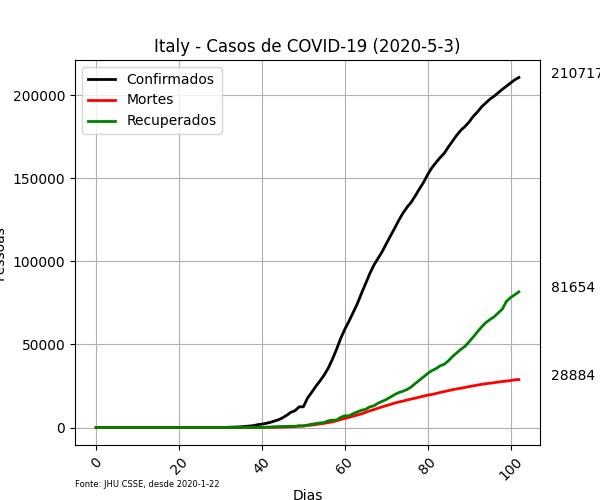 Italy - Casos de COVID-19 (2020-5-3)
Confirmados
Mortes
Recuperados
210717
200000
150000
100000
81654
50000
28884
0
0 20 40 60 80 100
Fonte: JHU CSSE, desde 2020-1-22
Dias